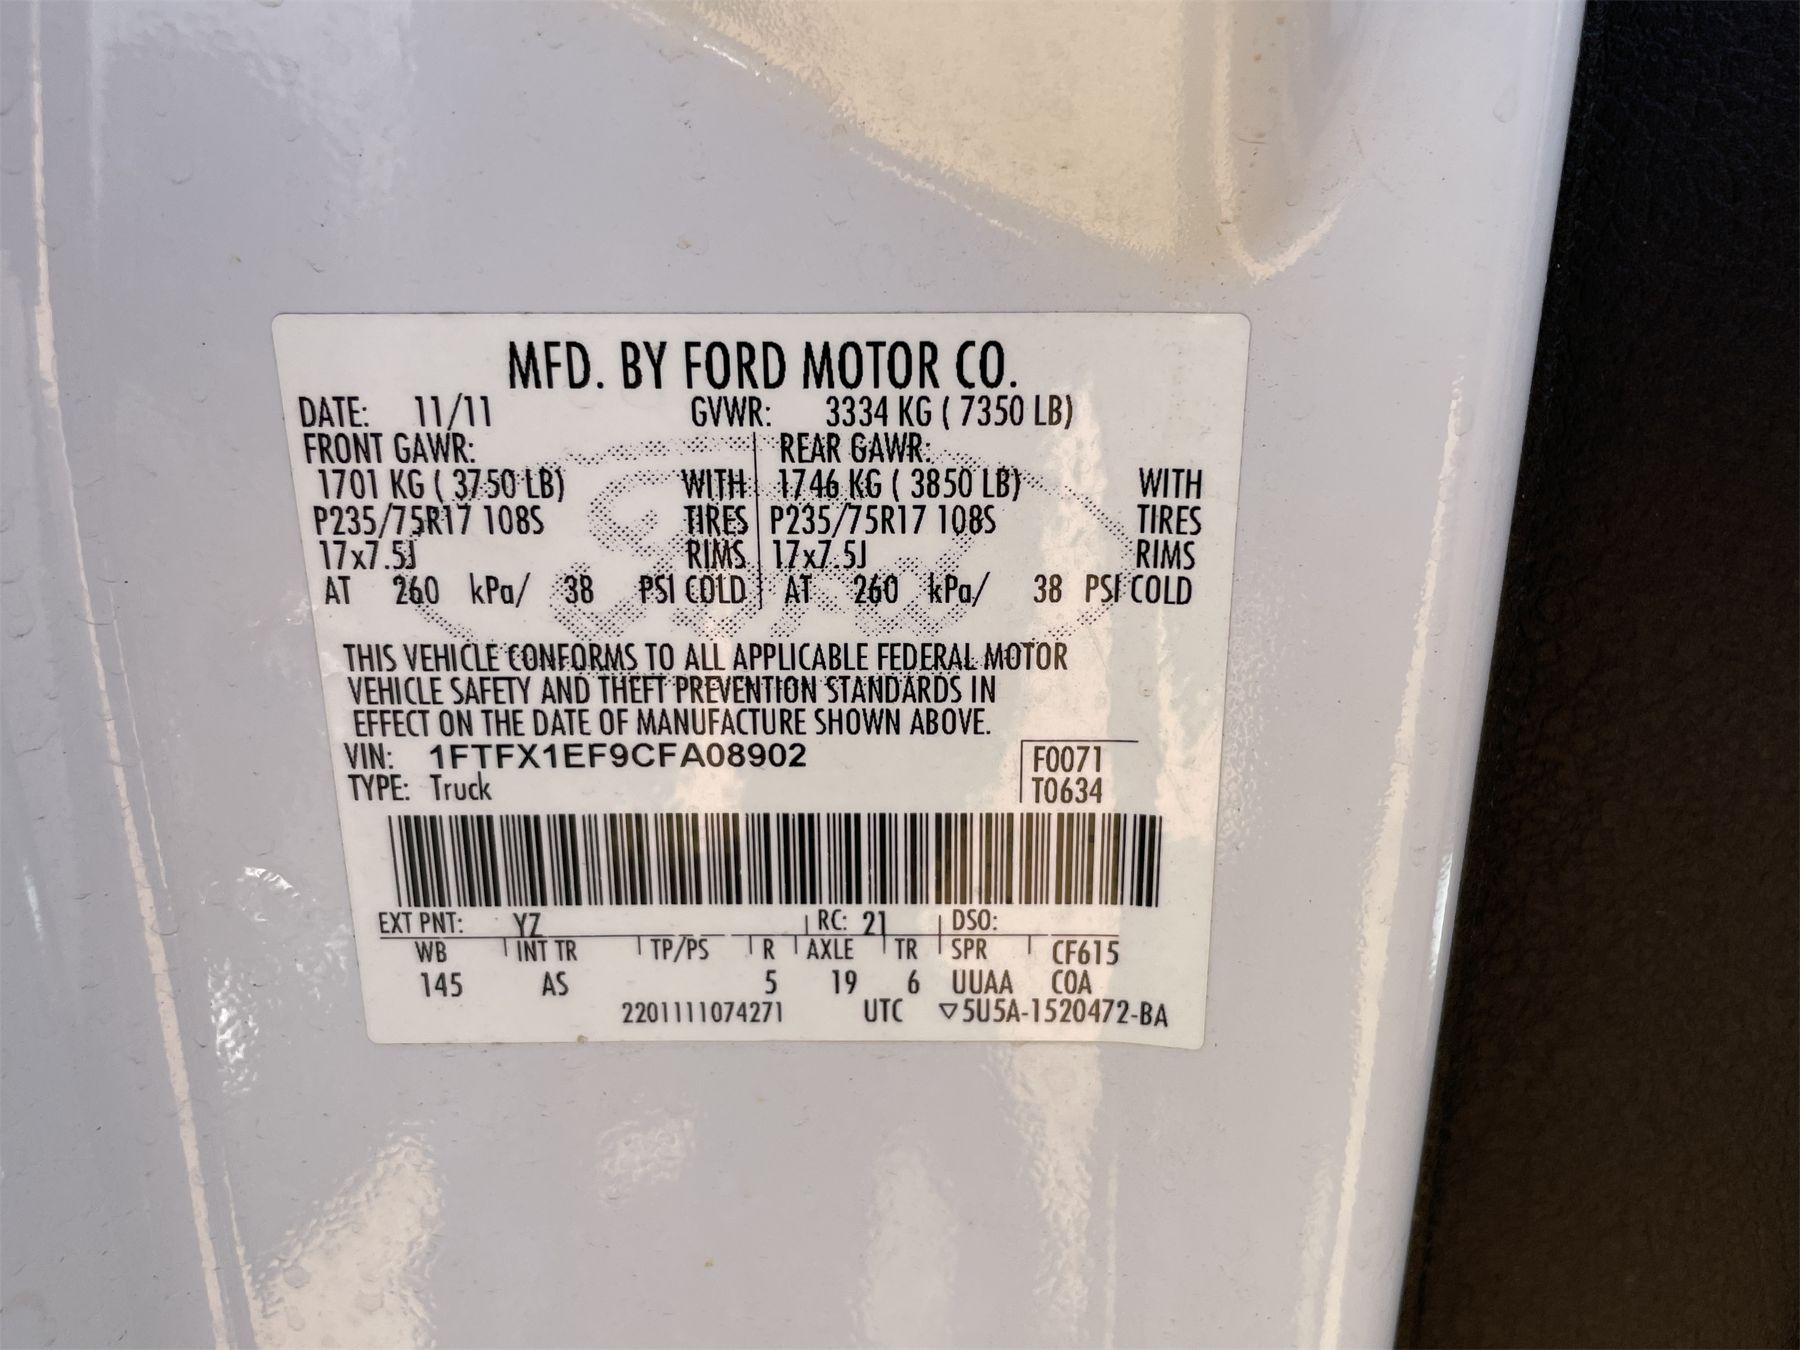 MFD. BY FORD MOTOR CO.
DATE: 11/11 GVWR: 3334 KG ( 7350 LB)
FRONT GAWR: REAR GAWR:
1701 KG ( 3750 LB) WITH 1746 KG ( 3850 LB) WITH
P235/75R17 108S TIRES P235/75R17 108S TIRES
17x7.5J RIMS 17x7.5J RIMS
AT 260 kPa/ 38 PSI COLD AT 260 kPa/ 38 PSI COLD
THIS VEHICLE CONFORMS TO ALL APPLICABLE FEDERAL MOTOR
VEHICLE SAFETY AND THEFT PREVENTION STANDARDS IN
EFFECT ON THE DATE OF MANUFACTURE SHOWN ABOVE.
VIN: 1FTFX1EF9CFA08902 F0071
TYPE: Truck T0634
EXT PNT: YZ RC: 21 DSO:
WB INT TR TP/PS R AXLE TR SPR CF615
145 AS 5 19 6 UUAA COA
2201111074271 UTC ▽5U5A-1520472-BA